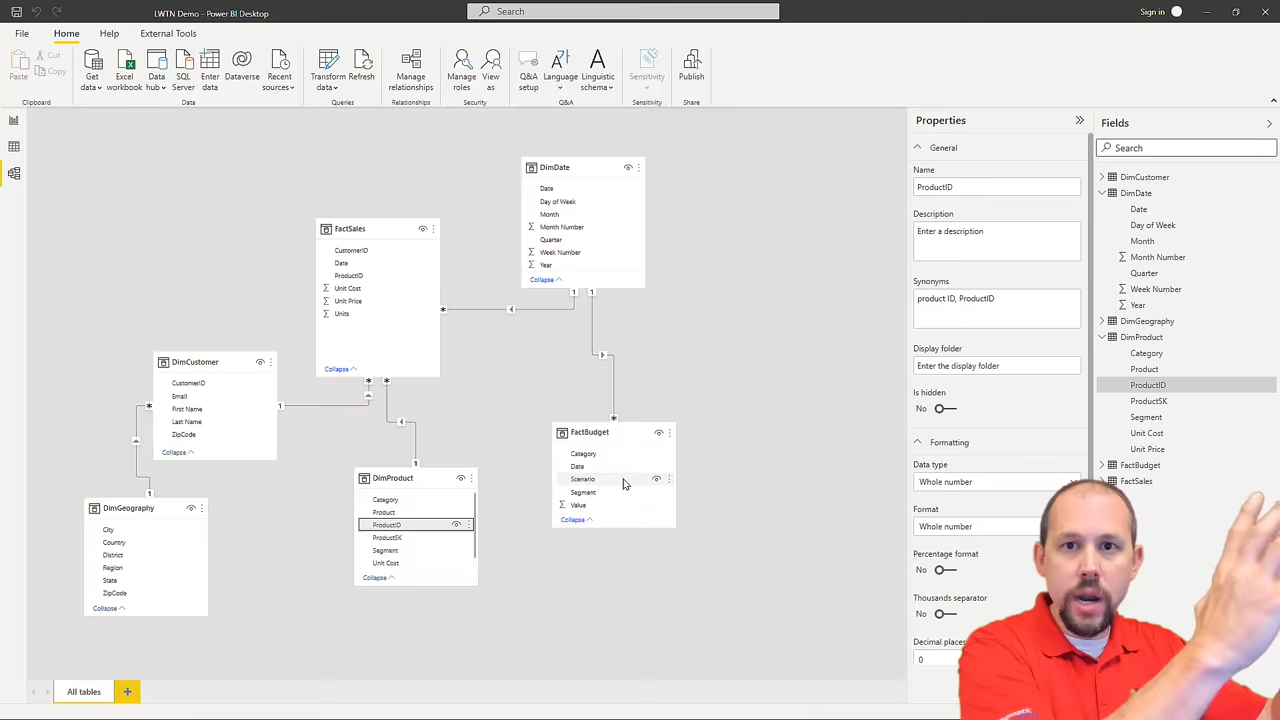 LWTN Demo - Power BI Desktop
Search
Sign in
File
Home
Help
External Tools
Paste
Cut
Copy
Get data
Excel workbook
Data hub
SQL Server
Enter data
Dataverse
Recent sources
Transform data
Refresh
Manage relationships
Manage roles
View as
Q&A setup
Language
Linguistic schema
Sensitivity
Publish
Clipboard
Data
Queries
Relationships
Security
Q&A
Sensitivity
Share
DimDate
Date
Day of Week
Month
Σ Month Number
Quarter
Σ Week Number
Σ Year
Collapse
1
1
FactSales
CustomerID
Date
ProductID
Σ Unit Cost
Σ Unit Price
Σ Units
Collapse
*
*
*
DimCustomer
CustomerID
Email
First Name
Last Name
ZipCode
Collapse
*
1
DimGeography
City
Country
District
Region
State
ZipCode
Collapse
1
DimProduct
Category
Product
ProductID
ProductSK
Segment
Unit Cost
Collapse
1
FactBudget
Category
Date
Scenario
Segment
Σ Value
Collapse
*
All tables
+
Properties
General
Name
ProductID
Description
Enter a description
Synonyms
product ID, ProductID
Display folder
Enter the display folder
Is hidden
No
Formatting
Data type
Whole number
Format
Whole number
Percentage format
No
Thousands separator
No
Decimal places
0
Fields
Search
DimCustomer
DimDate
Date
Day of Week
Month
Σ Month Number
Quarter
Σ Week Number
Σ Year
DimGeography
DimProduct
Category
Product
ProductID
ProductSK
Segment
Unit Cost
Unit Price
FactBudget
FactSales